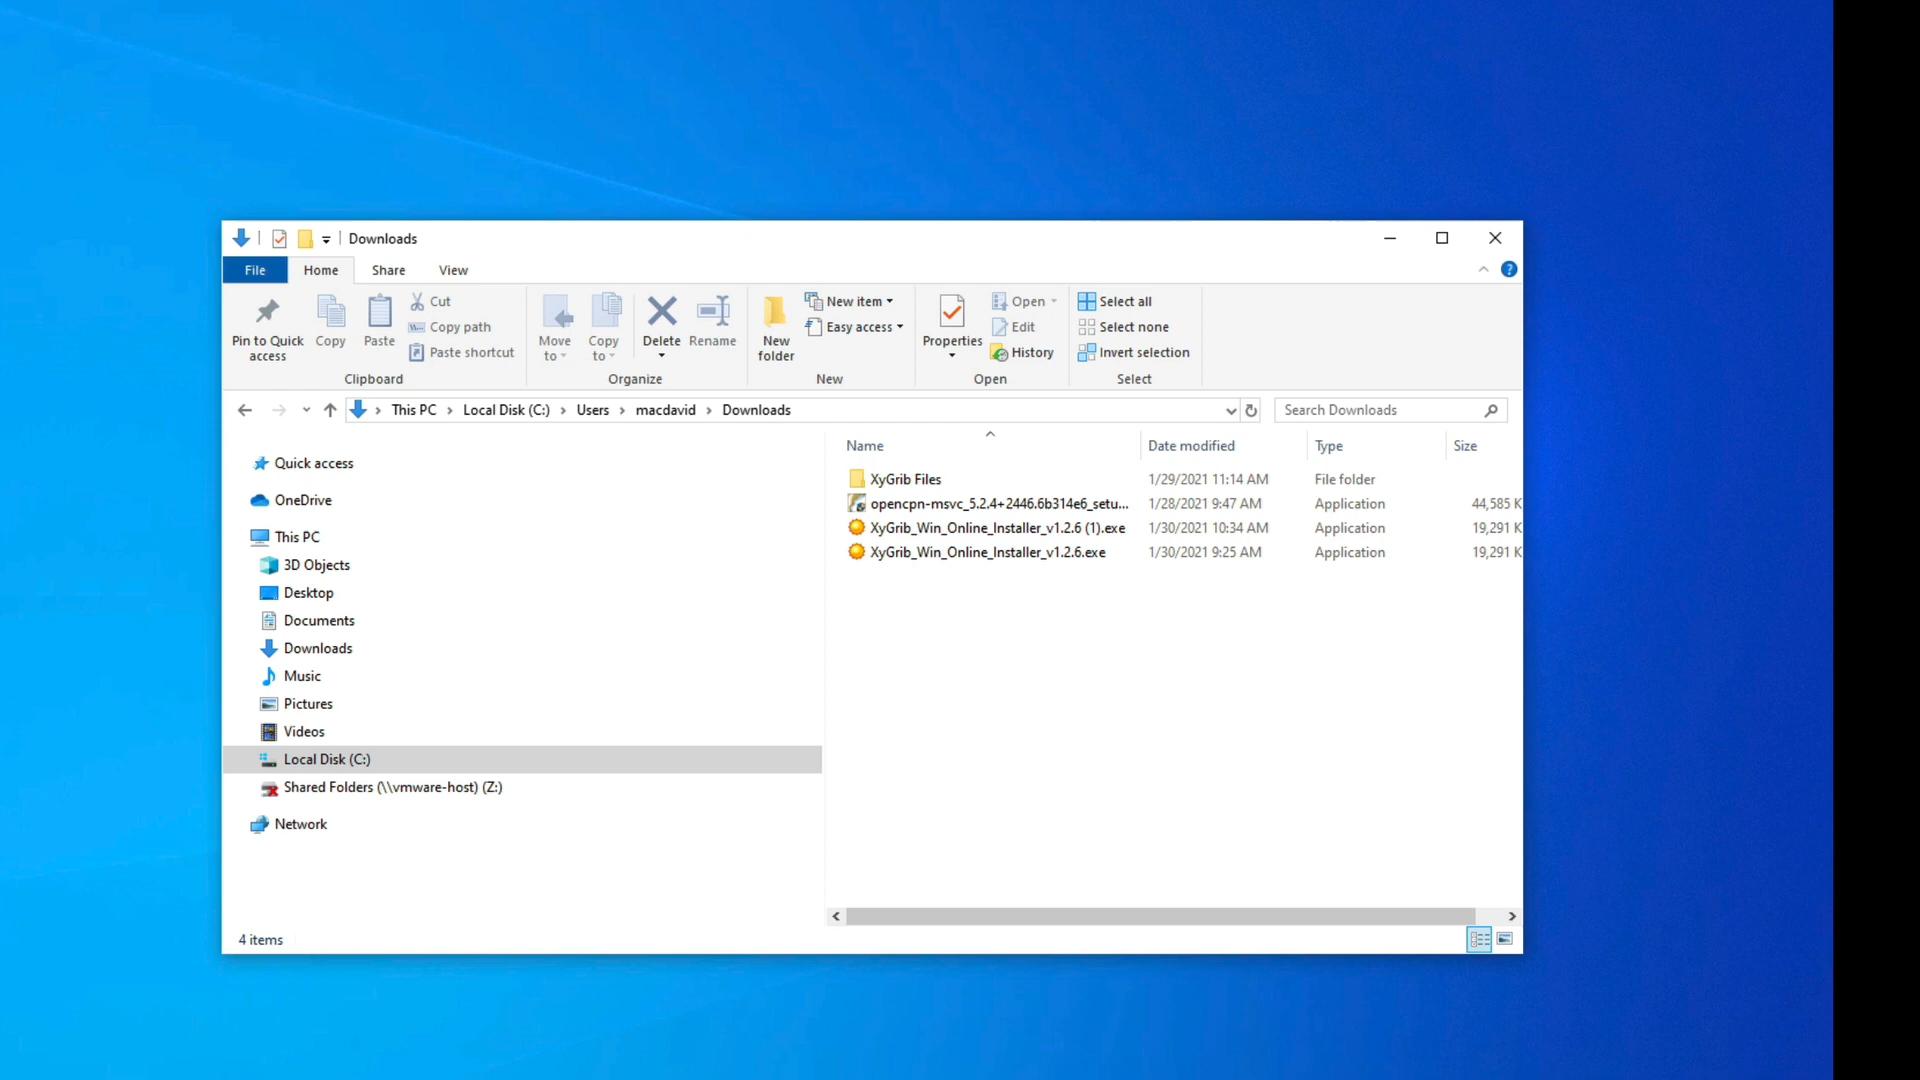 Downloads
File Home Share View
Pin to Quick access
Copy
Paste
Cut
Copy path
Paste shortcut
Clipboard
Move to
Copy to
Delete
Rename
Organize
New folder
New item
Easy access
New
Properties
Open
Edit
History
Open
Select all
Select none
Invert selection
Select
This PC > Local Disk (C:) > Users > macdavid > Downloads
Search Downloads
Quick access
OneDrive
This PC
3D Objects
Desktop
Documents
Downloads
Music
Pictures
Videos
Local Disk (C:)
Shared Folders (\\vmware-host) (Z:)
Network
Name Date modified Type Size
XyGrib Files 1/29/2021 11:14 AM File folder
opencpn-msvc_5.2.4+2446.6b314e6_setu... 1/28/2021 9:47 AM Application 44,585 K
XyGrib_Win_Online_Installer_v1.2.6 (1).exe 1/30/2021 10:34 AM Application 19,291 K
XyGrib_Win_Online_Installer_v1.2.6.exe 1/30/2021 9:25 AM Application 19,291 K
4 items